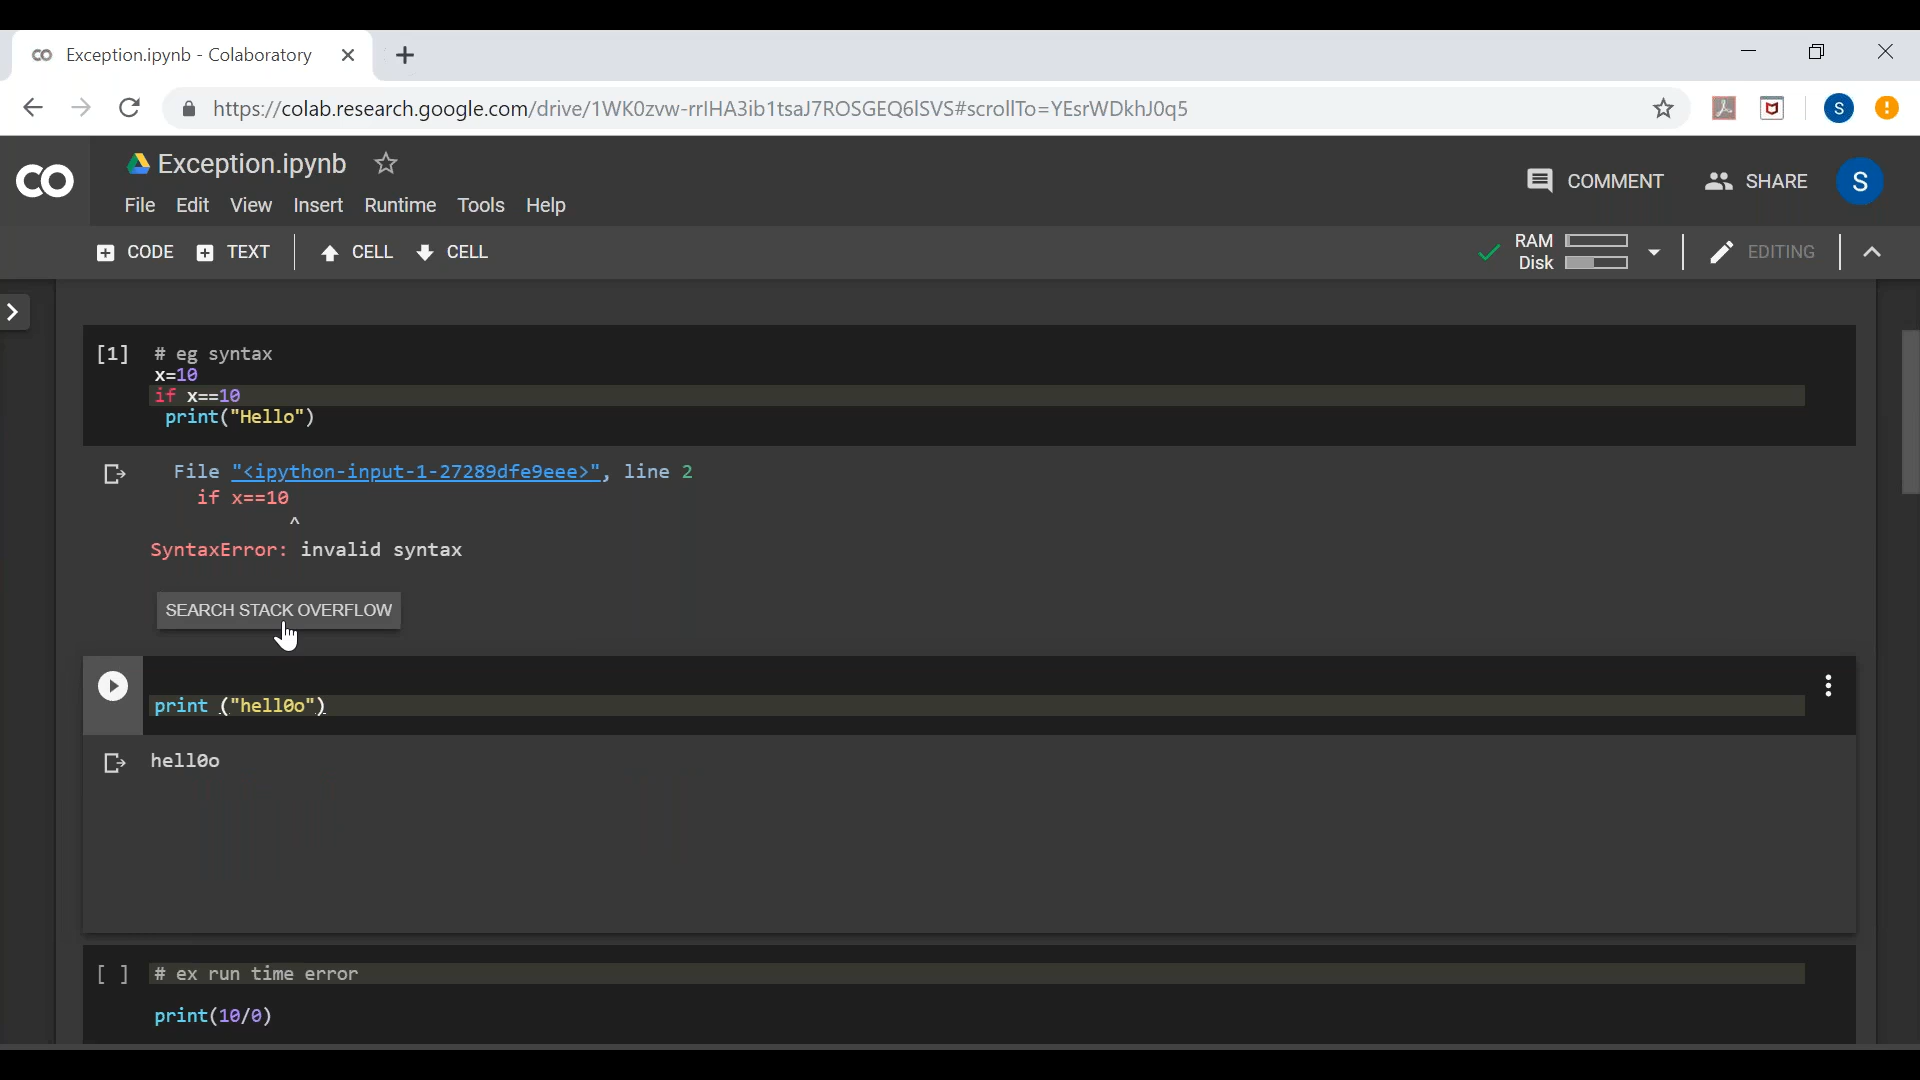 Exception.ipynb - Colaboratory
https://colab.research.google.com/drive/1WK0zvw-rrlHA3ib1tsaJ7ROSGEQ6lSVS#scrollTo=YEsrWDkhJ0q5
S
CO
Exception.ipynb
COMMENT
SHARE
S
File Edit View Insert Runtime Tools Help
CODE TEXT CELL CELL
RAM
Disk
EDITING
[1] # eg syntax
x=10
if x==10
print("Hello")
File "<ipython-input-1-27289dfe9eee>", line 2
if x==10
^
SyntaxError: invalid syntax
SEARCH STACK OVERFLOW
print ("hell0o")
hell0o
[ ] # ex run time error
print(10/0)